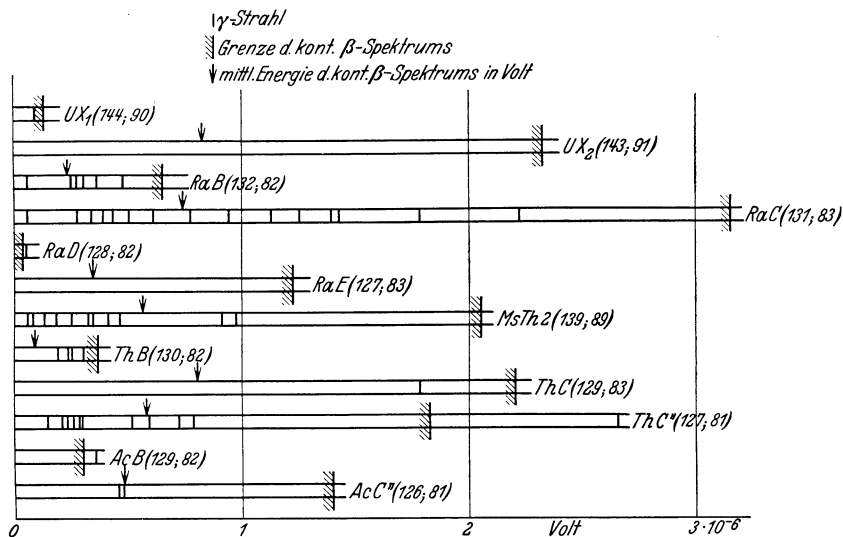 γ-Strahl
Grenze d. kont. β-Spektrums
mittl. Energie d. kont. β-Spektrums in Volt
UX₁(144; 90)
UX₂(143; 91)
RaB(132; 82)
RaC(131; 83)
RaD(128; 82)
RaE(127; 83)
MsTh2(139; 89)
ThB(130; 82)
ThC(129; 83)
ThC"(127; 81)
AcB(129; 82)
AcC"(126; 81)
0 1 2 Volt 3·10⁻⁶